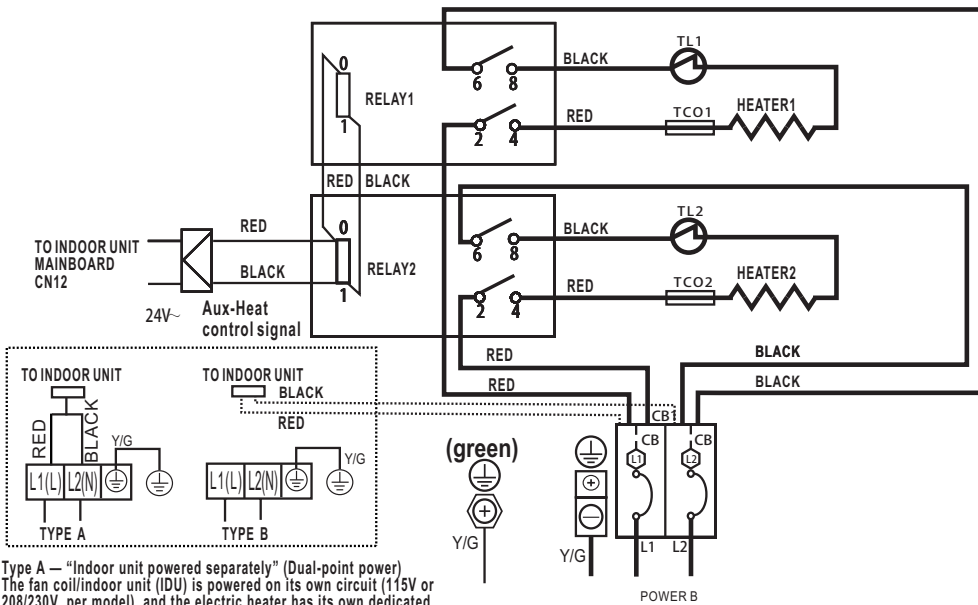 TL1
BLACK
0
6
8
RELAY1
TCO1
HEATER1
RED
1
2
4
RED
BLACK
TL2
0
BLACK
RED
6
8
TO INDOOR UNIT
MAINBOARD
CN12
RELAY2
HEATER2
TCO2
BLACK
RED
1
2
4
24V~
Aux-Heat
control signal
RED
BLACK
RED
BLACK
TO INDOOR UNIT
TO INDOOR UNIT
BLACK
RED
CB1
RED
BLACK
Y/G
Y/G
(green)
CB
CB
L1
L2
L1(L)
L2(N)
L1(L)
L2(N)
TYPE A
TYPE B
Y/G
Y/G
L1
L2
POWER B
Type A — “Indoor unit powered separately” (Dual-point power)
The fan coil/indoor unit (IDU) is powered on its own circuit (115V or
208/230V, per model), and the electric heater has its own dedicated